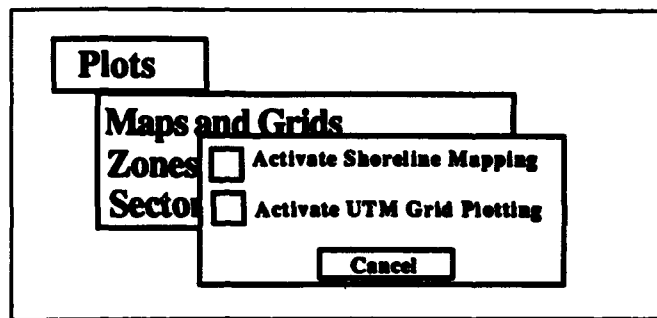 Plots
Maps and Grids
Zones
Activate Shoreline Mapping
Sector
Activate UTM Grid Plotting
Cancel